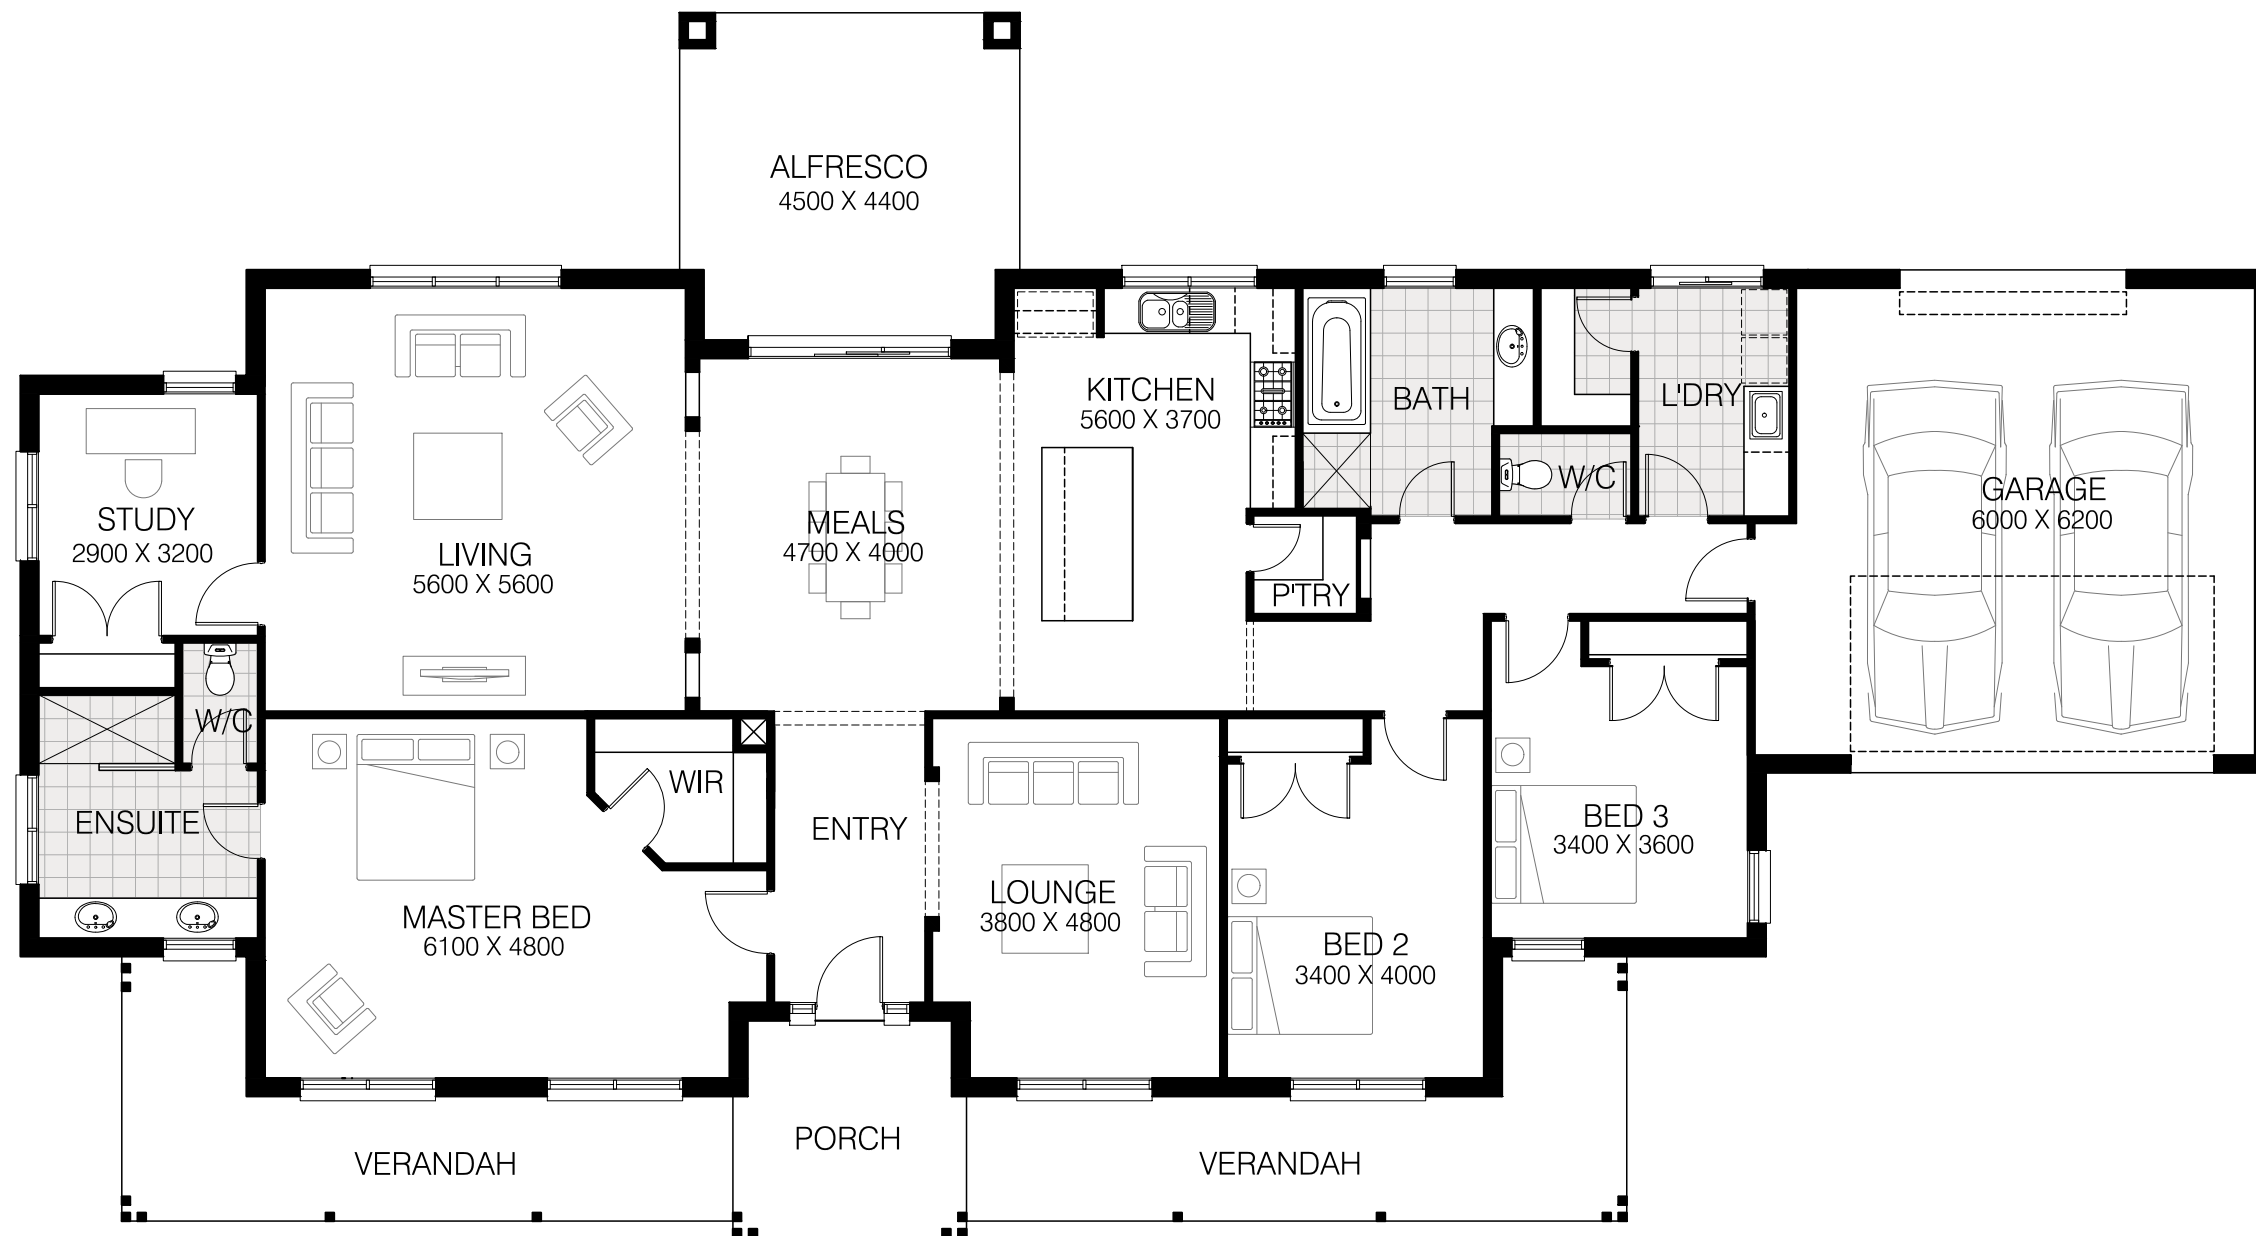 ALFRESCO
4500 X 4400
KITCHEN
5600 X 3700
BATH
L'DRY
W/C
GARAGE
6000 X 6200
STUDY
2900 X 3200
LIVING
5600 X 5600
MEALS
4700 X 4000
P'TRY
W/C
WIR
ENSUITE
ENTRY
BED 3
3400 X 3600
MASTER BED
6100 X 4800
LOUNGE
3800 X 4800
BED 2
3400 X 4000
PORCH
VERANDAH
VERANDAH